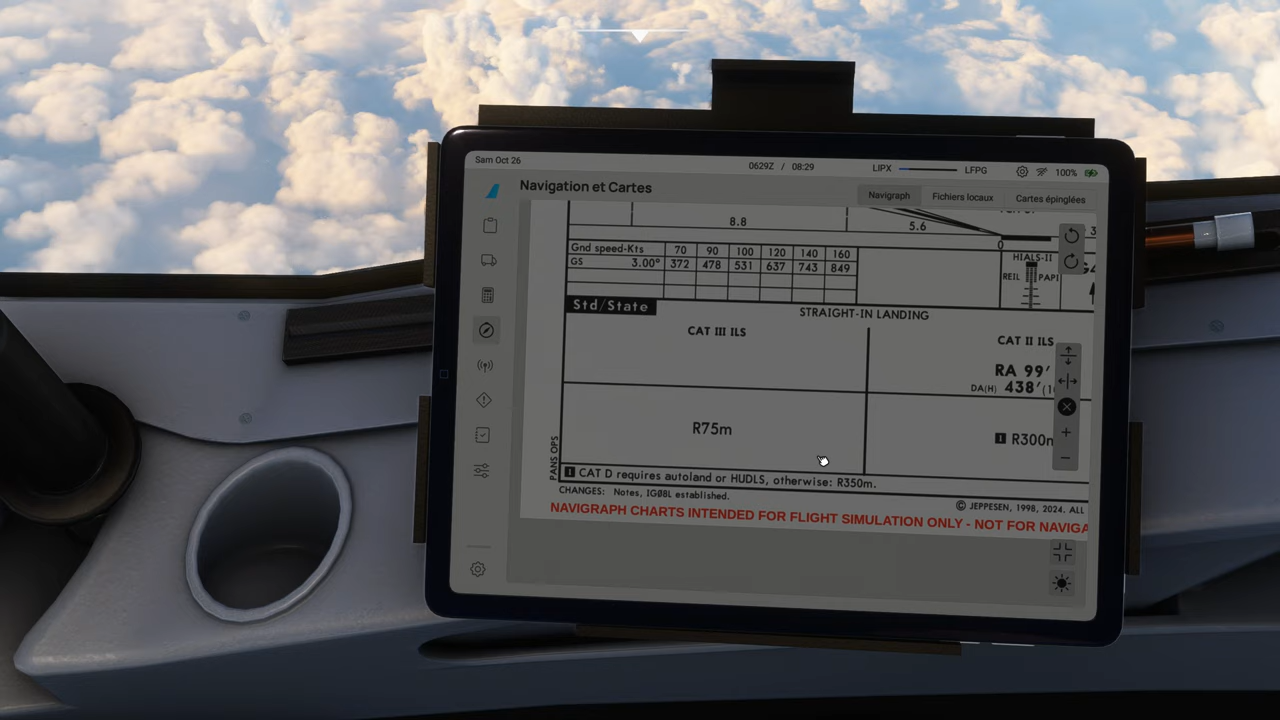 Sam Oct 26 0629Z / 08:29 LIPX LFPG 100%
Navigation et Cartes Navigraph Fichiers locaux Cartes épinglées
8.8 5.6 3
0
Gnd speed-Kts 70 90 100 120 140 160
GS 3.00° 372 478 531 637 743 849
HIALS-II
REIL PAPI
Std/State STRAIGHT-IN LANDING
CAT III ILS CAT II ILS
RA 99'
DA(H) 438'(10
R75m 1 R300m
PANS OPS
1 CAT D requires autoland or HUDLS, otherwise: R350m.
CHANGES: Notes, IG08L established.
© JEPPESEN, 1998, 2024. ALL
NAVIGRAPH CHARTS INTENDED FOR FLIGHT SIMULATION ONLY - NOT FOR NAVIGA